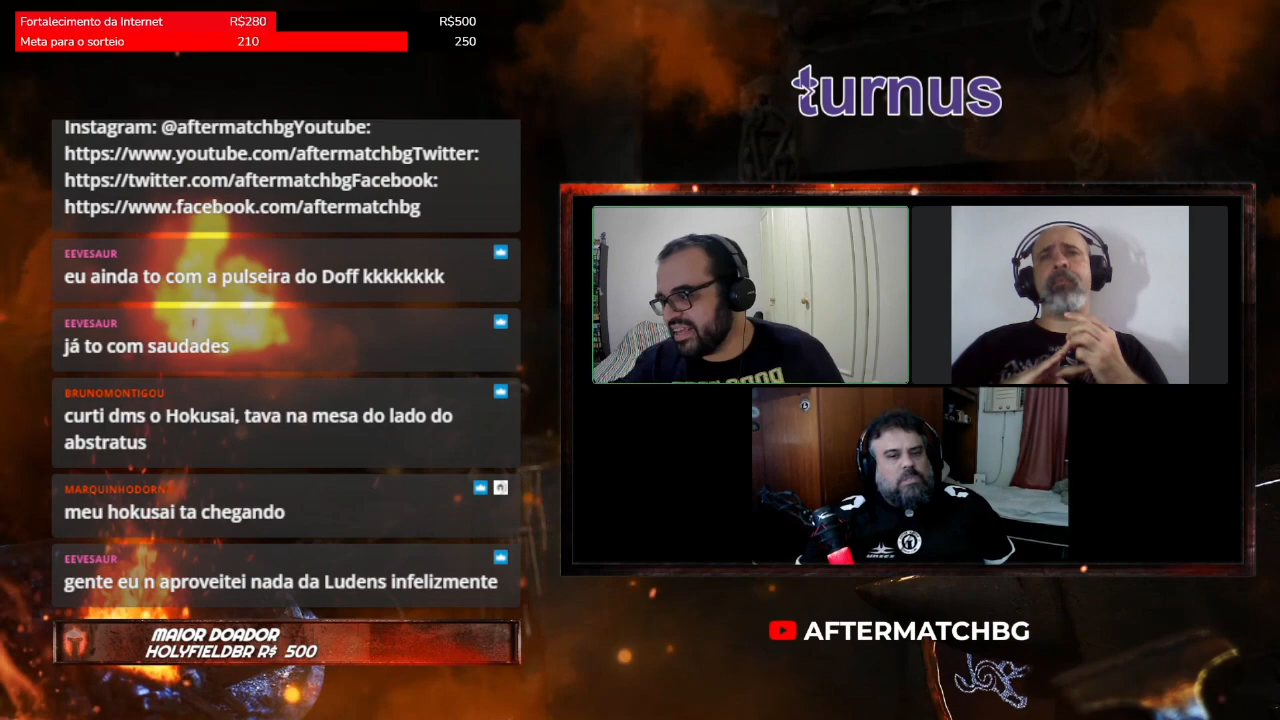 Fortalecimento da Internet R$280 R$500
Meta para o sorteio 210 250
turnus
Instagram: @aftermatchbgYoutube:
https://www.youtube.com/aftermatchbgTwitter:
https://twitter.com/aftermatchbgFacebook:
https://www.facebook.com/aftermatchbg
EEVESAUR
eu ainda to com a pulseira do Doff kkkkkkkk
EEVESAUR
já to com saudades
BRUNOMONTIGOU
curti dms o Hokusai, tava na mesa do lado do
abstratus
meu hokusai ta chegando
EEVESAUR
gente eu n aproveitei nada da Ludens infelizmente
MAIOR DOADOR
HOLYFIELDBR R$ 500
AFTERMATCHBG